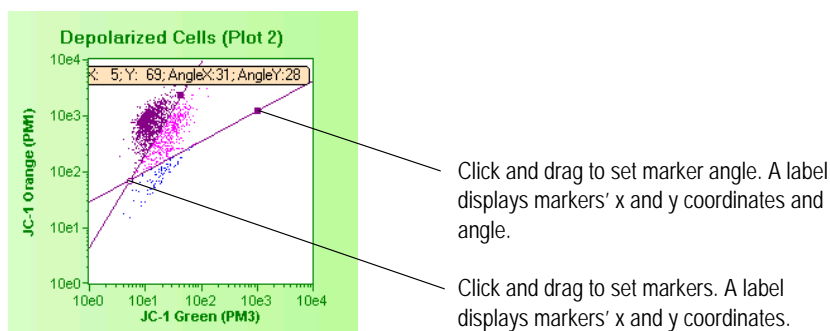 Depolarized Cells (Plot 2)
X: 5; Y: 69; AngleX:31; AngleY:28
10e4
10e3
10e2
10e1
10e0
JC-1 Orange (PM1)
10e0 10e1 10e2 10e3 10e4
JC-1 Green (PM3)
Click and drag to set marker angle. A label
displays markers’ x and y coordinates and
angle.
Click and drag to set markers. A label
displays markers’ x and y coordinates.